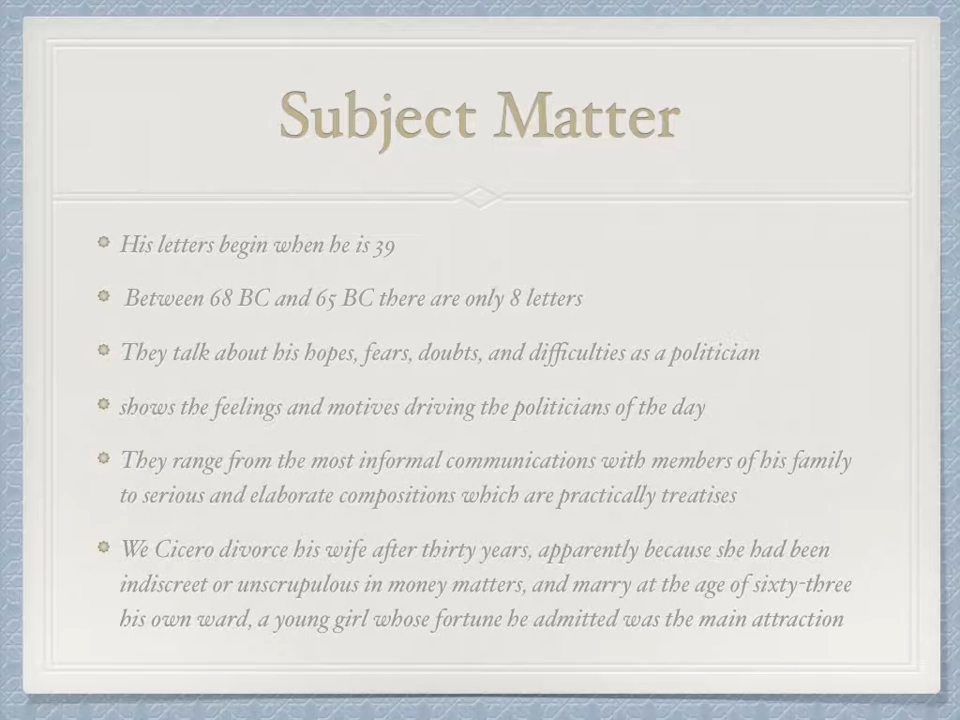 Subject Matter
His letters begin when he is 39
Between 68 BC and 65 BC there are only 8 letters
They talk about his hopes, fears, doubts, and difficulties as a politician
shows the feelings and motives driving the politicians of the day
They range from the most informal communications with members of his family
to serious and elaborate compositions which are practically treatises
We Cicero divorce his wife after thirty years, apparently because she had been
indiscreet or unscrupulous in money matters, and marry at the age of sixty-three
his own ward, a young girl whose fortune he admitted was the main attraction